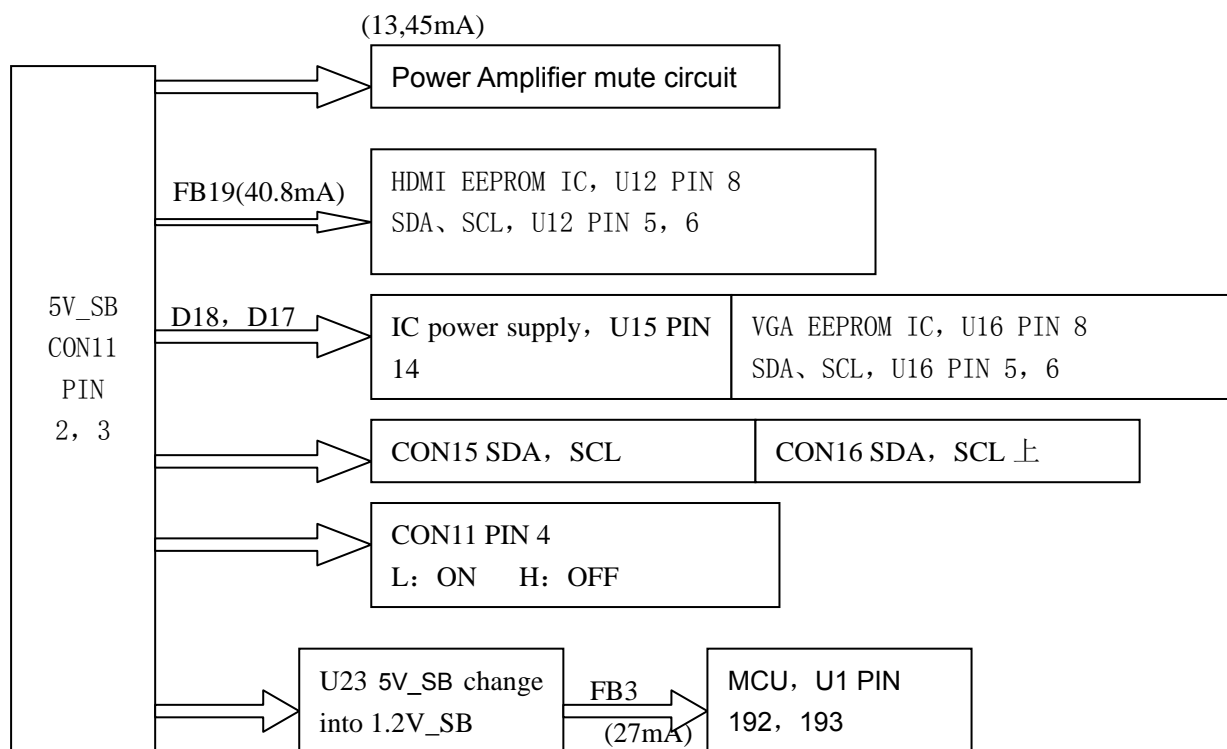 (13,45mA)
Power Amplifier mute circuit
FB19(40.8mA)
HDMI EEPROM IC，U12 PIN 8
SDA、SCL，U12 PIN 5，6
5V_SB
CON11
PIN
2，3
D18，D17
IC power supply，U15 PIN
14
VGA EEPROM IC，U16 PIN 8
SDA、SCL，U16 PIN 5，6
CON15 SDA，SCL
CON16 SDA，SCL 上
CON11 PIN 4
L：ON H：OFF
U23 5V_SB change
into 1.2V_SB
FB3
(27mA)
MCU，U1 PIN
192，193